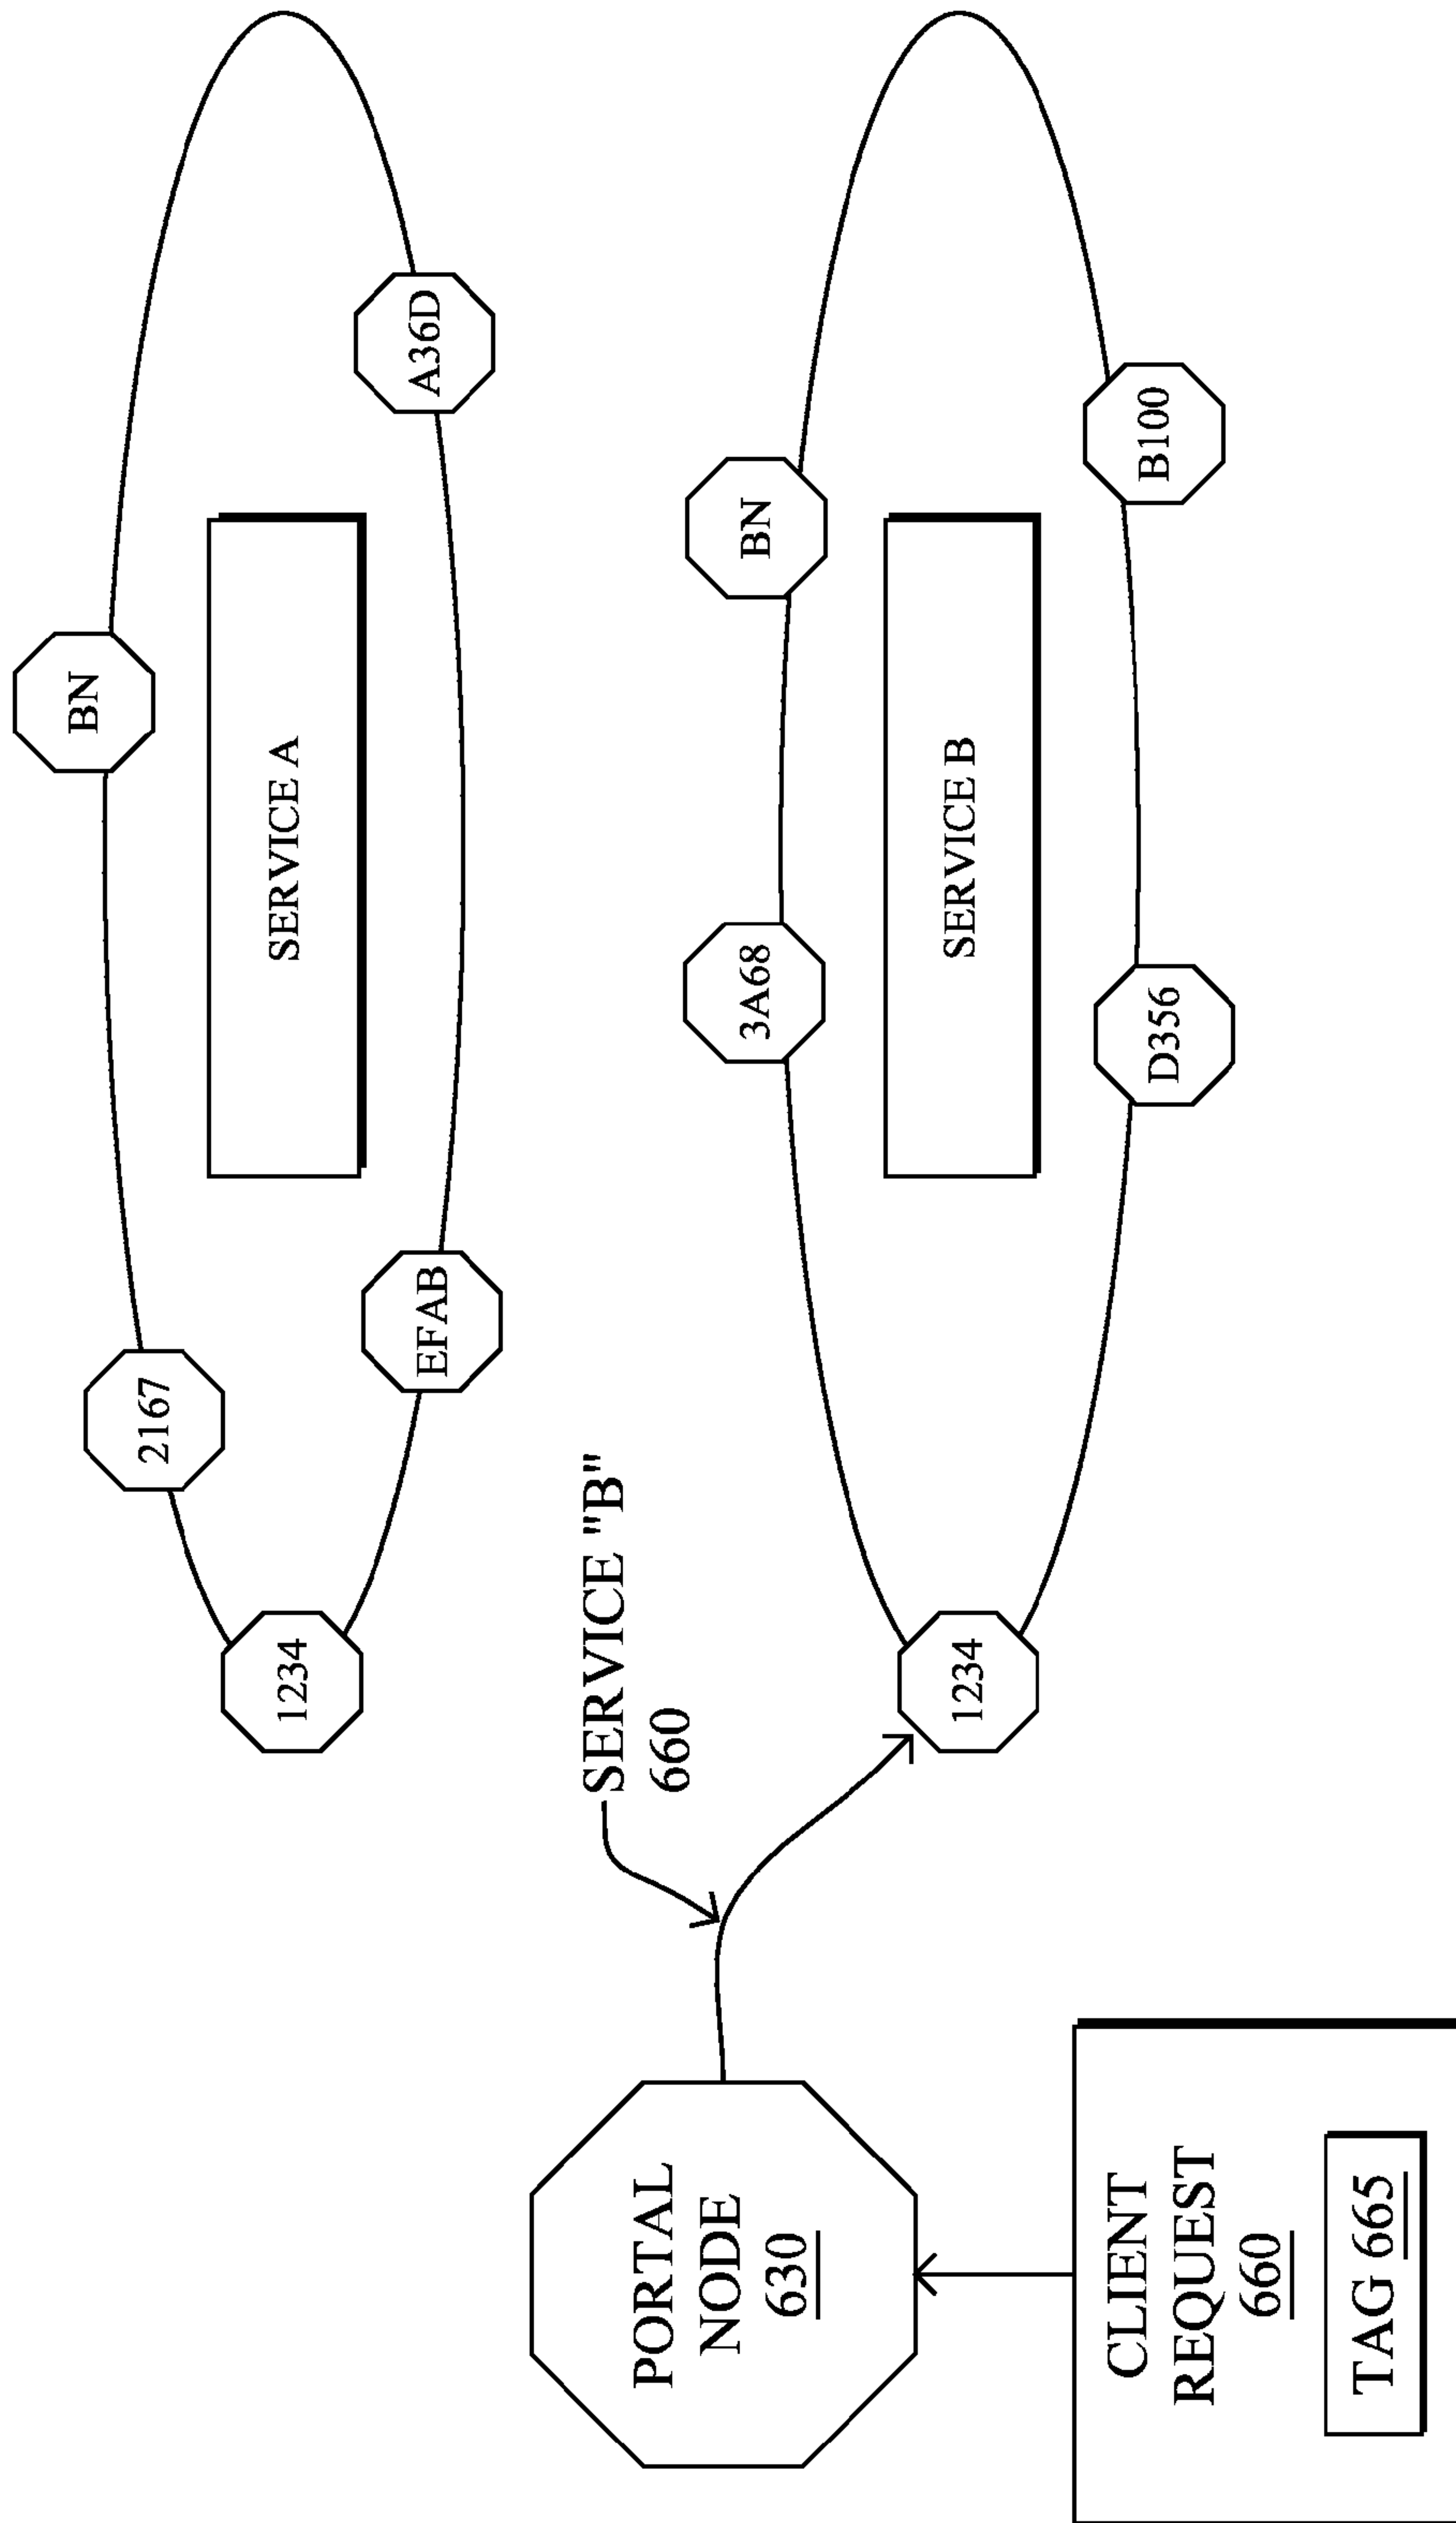 BN
2167
1234
SERVICE A
A36D
EFAB
SERVICE "B"
660
BN
3A68
1234
SERVICE B
B100
D356
PORTAL
NODE
630
CLIENT
REQUEST
660
TAG 665